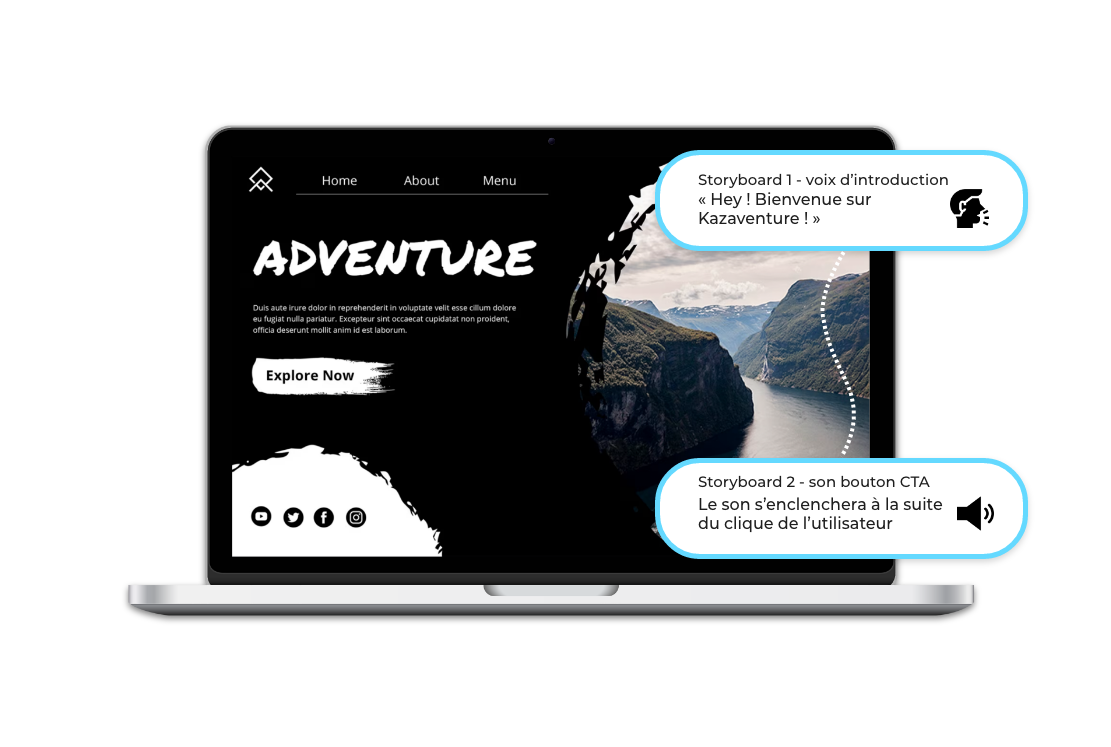 Home About Menu
ADVENTURE
Duis aute irure dolor in reprehenderit in voluptate velit esse cillum dolore
eu fugiat nulla pariatur. Excepteur sint occaecat cupidatat non proident,
officia deserunt mollit anim id est laborum.
Explore Now
Storyboard 1 - voix d’introduction
« Hey ! Bienvenue sur
Kazaventure ! »
Storyboard 2 - son bouton CTA
Le son s’enclenchera à la suite
du clique de l’utilisateur